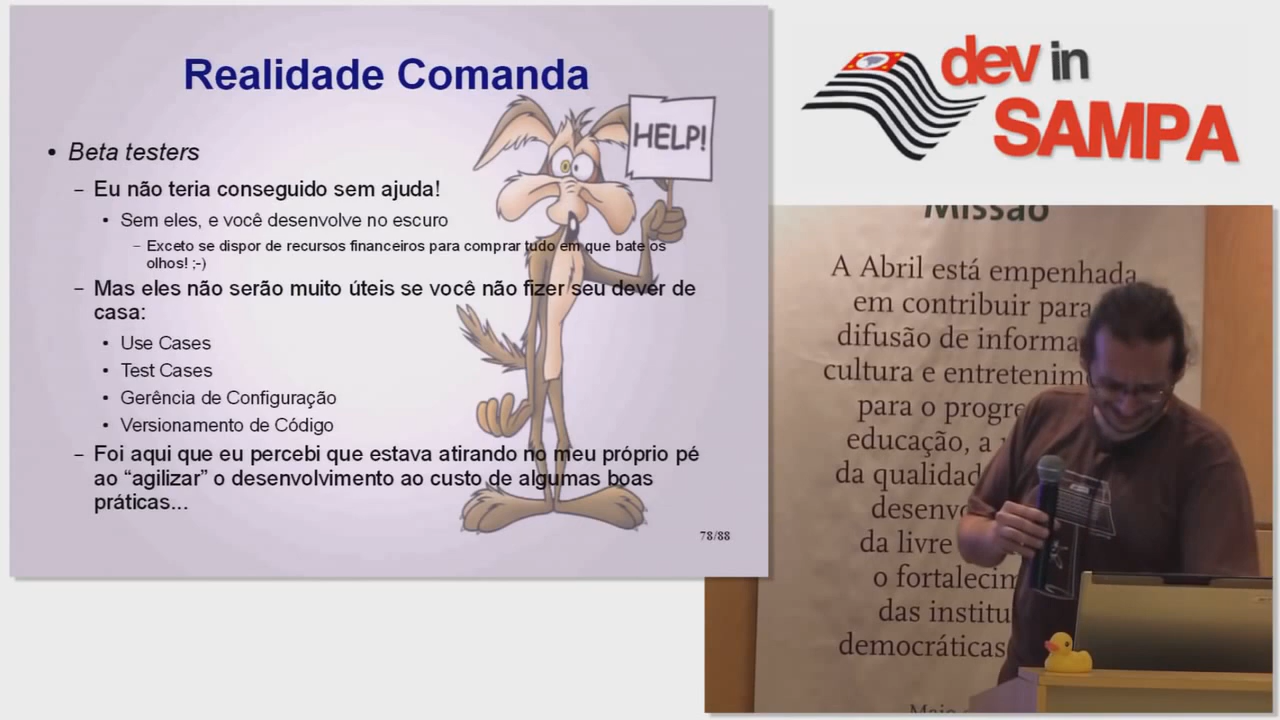 Realidade Comanda
HELP!
• Beta testers
– Eu não teria conseguido sem ajuda!
• Sem eles, e você desenvolve no escuro
– Exceto se dispor de recursos financeiros para comprar tudo em que bate os
olhos! ;-)
– Mas eles não serão muito úteis se você não fizer seu dever de
casa:
• Use Cases
• Test Cases
• Gerência de Configuração
• Versionamento de Código
– Foi aqui que eu percebi que estava atirando no meu próprio pé
ao “agilizar” o desenvolvimento ao custo de algumas boas
práticas...
78/88
dev in
SAMPA
Missão
A Abril está empenhada
em contribuir para
difusão de informa
cultura e entretenim
para o progre
educação, a
da qualidad
desenv
da livre
o fortalecim
das institu
democráticas